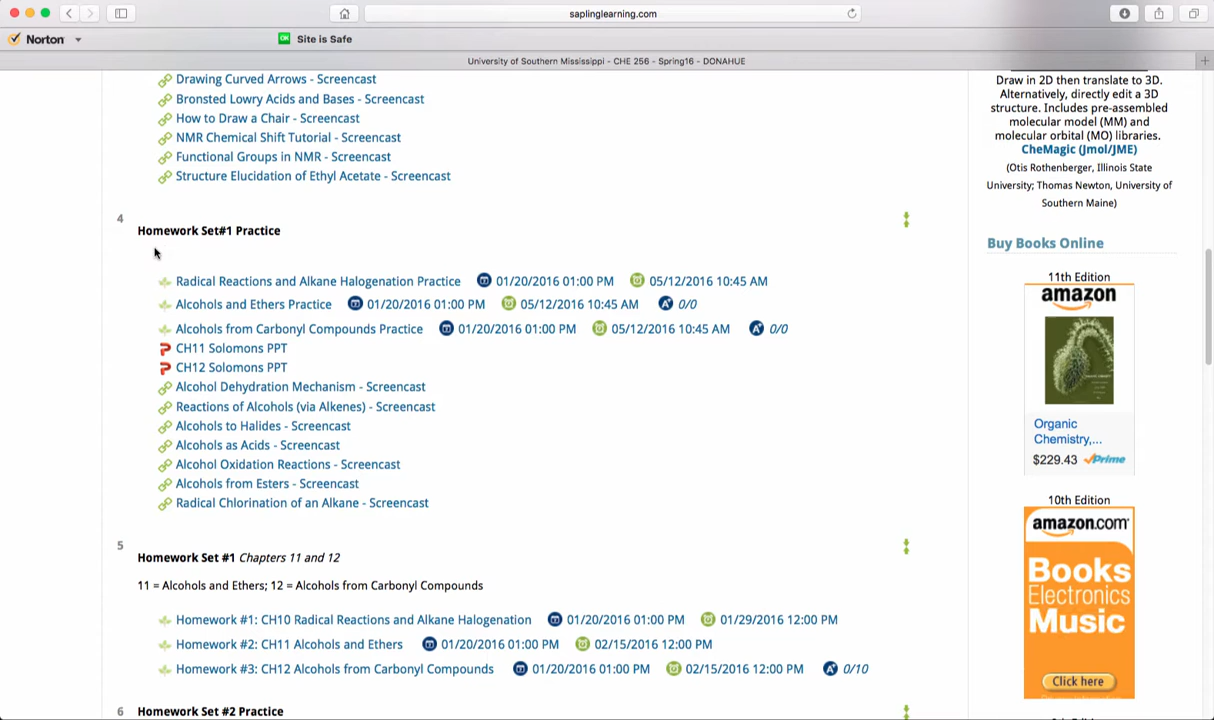 saplinglearning.com
Norton
OK Site is Safe
University of Southern Mississippi - CHE 256 - Spring16 - DONAHUE
Drawing Curved Arrows - Screencast
Bronsted Lowry Acids and Bases - Screencast
How to Draw a Chair - Screencast
NMR Chemical Shift Tutorial - Screencast
Functional Groups in NMR - Screencast
Structure Elucidation of Ethyl Acetate - Screencast
4
Homework Set#1 Practice
Radical Reactions and Alkane Halogenation Practice 01/20/2016 01:00 PM 05/12/2016 10:45 AM
Alcohols and Ethers Practice 01/20/2016 01:00 PM 05/12/2016 10:45 AM A+ 0/0
Alcohols from Carbonyl Compounds Practice 01/20/2016 01:00 PM 05/12/2016 10:45 AM A+ 0/0
CH11 Solomons PPT
CH12 Solomons PPT
Alcohol Dehydration Mechanism - Screencast
Reactions of Alcohols (via Alkenes) - Screencast
Alcohols to Halides - Screencast
Alcohols as Acids - Screencast
Alcohol Oxidation Reactions - Screencast
Alcohols from Esters - Screencast
Radical Chlorination of an Alkane - Screencast
5
Homework Set #1 Chapters 11 and 12
11 = Alcohols and Ethers; 12 = Alcohols from Carbonyl Compounds
Homework #1: CH10 Radical Reactions and Alkane Halogenation 01/20/2016 01:00 PM 01/29/2016 12:00 PM
Homework #2: CH11 Alcohols and Ethers 01/20/2016 01:00 PM 02/15/2016 12:00 PM
Homework #3: CH12 Alcohols from Carbonyl Compounds 01/20/2016 01:00 PM 02/15/2016 12:00 PM A+ 0/10
6
Homework Set #2 Practice
Draw in 2D then translate to 3D.
Alternatively, directly edit a 3D
structure. Includes pre-assembled
molecular model (MM) and
molecular orbital (MO) libraries.
CheMagic (Jmol/JME)
(Otis Rothenberger, Illinois State
University; Thomas Newton, University of
Southern Maine)
Buy Books Online
11th Edition
amazon
Organic
Chemistry,...
$229.43 Prime
10th Edition
amazon.com
Books
Electronics
Music
Click here